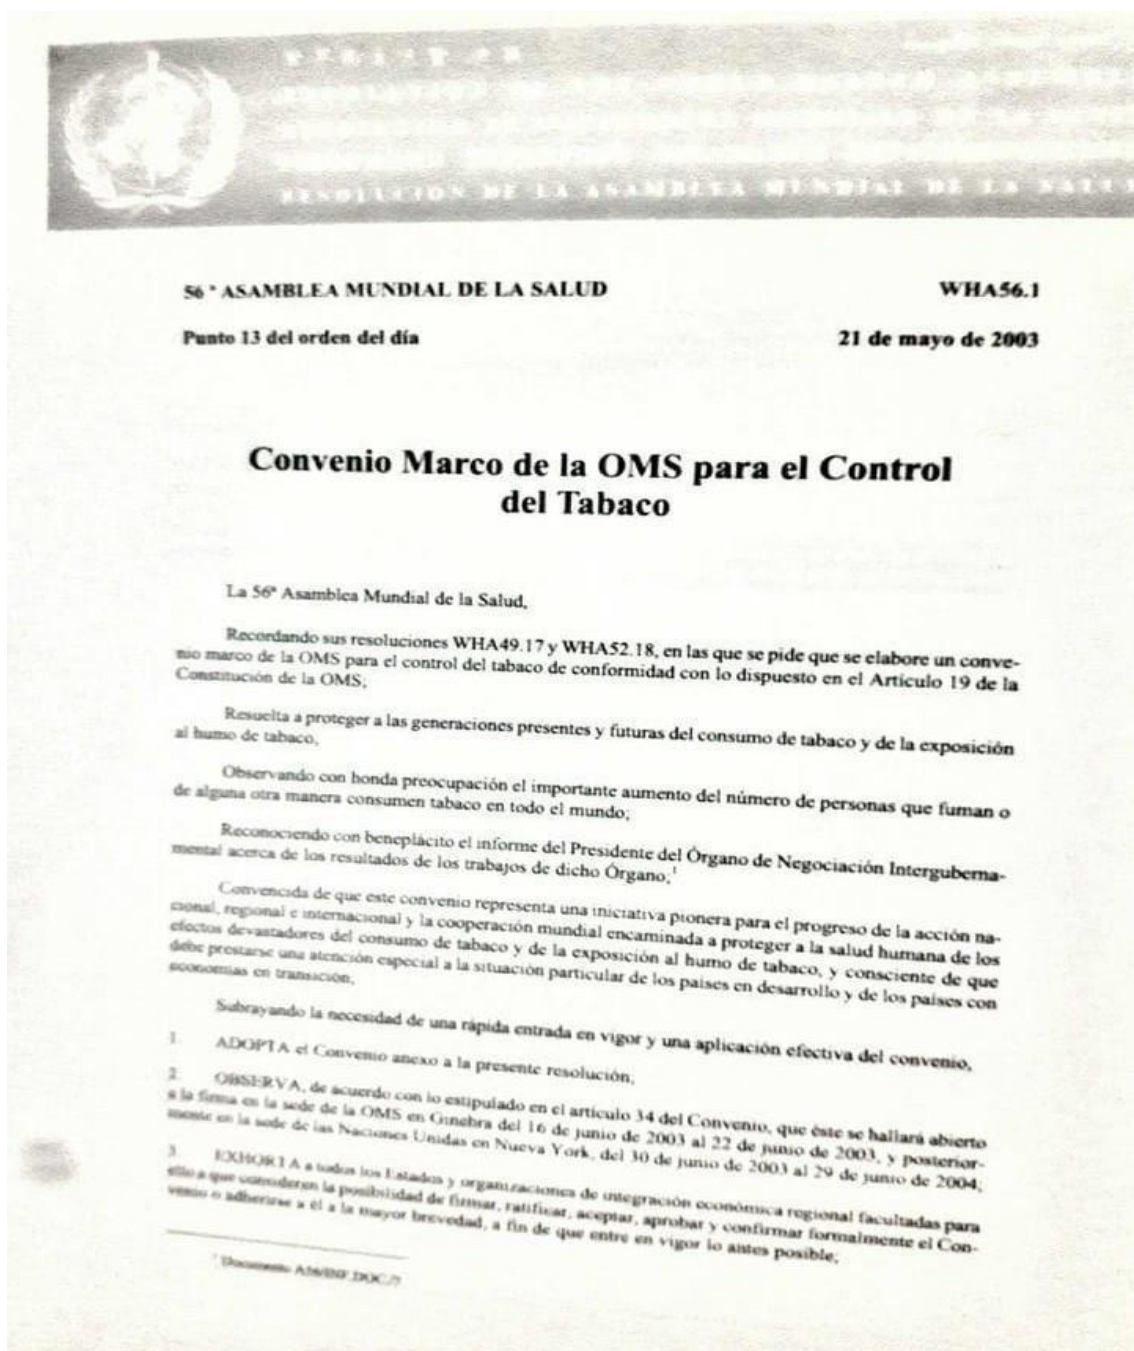 RESOLUCION DE LA ASAMBLEA MUNDIAL DE LA SALUD
56ª ASAMBLEA MUNDIAL DE LA SALUD WHA56.1
Punto 13 del orden del día 21 de mayo de 2003
Convenio Marco de la OMS para el Control
del Tabaco
La 56ª Asamblea Mundial de la Salud,
Recordando sus resoluciones WHA49.17 y WHA52.18, en las que se pide que se elabore un conve-
nio marco de la OMS para el control del tabaco de conformidad con lo dispuesto en el Artículo 19 de la
Constitución de la OMS;
Resuelta a proteger a las generaciones presentes y futuras del consumo de tabaco y de la exposición
al humo de tabaco,
Observando con honda preocupación el importante aumento del número de personas que fuman o
de alguna otra manera consumen tabaco en todo el mundo;
Reconociendo con beneplácito el informe del Presidente del Órgano de Negociación Interguberna-
mental acerca de los resultados de los trabajos de dicho Órgano;¹
Convencida de que este convenio representa una iniciativa pionera para el progreso de la acción na-
cional, regional e internacional y la cooperación mundial encaminada a proteger a la salud humana de los
efectos devastadores del consumo de tabaco y de la exposición al humo de tabaco, y consciente de que
debe prestarse una atención especial a la situación particular de los países en desarrollo y de los países con
economías en transición,
Subrayando la necesidad de una rápida entrada en vigor y una aplicación efectiva del convenio,
1. ADOPTA el Convenio anexo a la presente resolución;
2. OBSERVA, de acuerdo con lo estipulado en el artículo 34 del Convenio, que éste se hallará abierto
a la firma en la sede de la OMS en Ginebra del 16 de junio de 2003 al 22 de junio de 2003, y posterior-
mente en la sede de las Naciones Unidas en Nueva York, del 30 de junio de 2003 al 29 de junio de 2004;
3. EXHORTA a todos los Estados y organizaciones de integración económica regional facultadas para
ello a que consideren la posibilidad de firmar, ratificar, aceptar, aprobar y confirmar formalmente el Con-
venio o adherirse a él a la mayor brevedad, a fin de que entre en vigor lo antes posible;
¹ Documento A56/INF.DOC./7